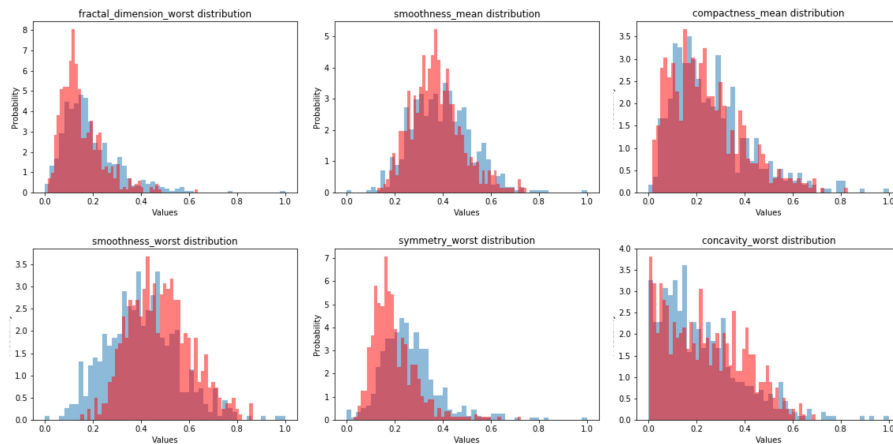 fractal_dimension_worst distribution
smoothness_mean distribution
compactness_mean distribution
8
7
6
5
4
3
2
1
0
Probability
0.0 0.2 0.4 0.6 0.8 1.0
Values
5
4
3
2
1
0
Probability
0.0 0.2 0.4 0.6 0.8 1.0
Values
3.5
3.0
2.5
2.0
1.5
1.0
0.5
0.0
Probability
0.0 0.2 0.4 0.6 0.8 1.0
Values
smoothness_worst distribution
symmetry_worst distribution
concavity_worst distribution
3.5
3.0
2.5
2.0
1.5
1.0
0.5
0.0
0.0 0.2 0.4 0.6 0.8 1.0
Values
7
6
5
4
3
2
1
0
Probability
0.0 0.2 0.4 0.6 0.8 1.0
Values
4.0
3.5
3.0
2.5
2.0
1.5
1.0
0.5
0.0
0.0 0.2 0.4 0.6 0.8 1.0
Values